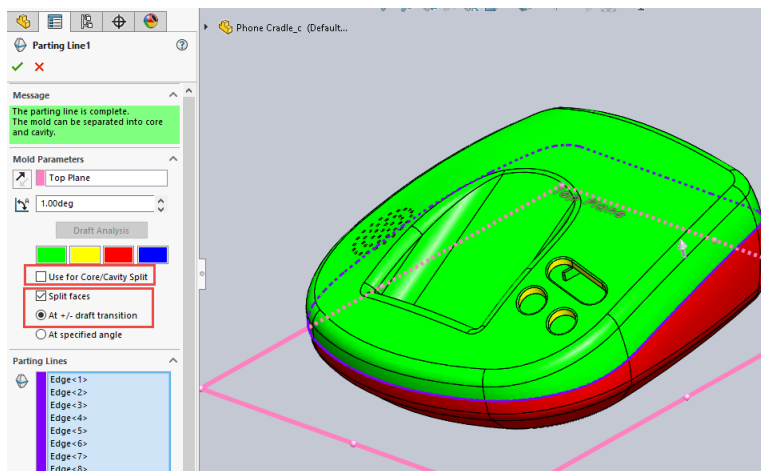 Phone Cradle_c (Default...
Parting Line1
Message
The parting line is complete.
The mold can be separated into core
and cavity.
Mold Parameters
Top Plane
1.00deg
Draft Analysis
Use for Core/Cavity Split
Split faces
At +/- draft transition
At specified angle
Parting Lines
Edge<1>
Edge<2>
Edge<3>
Edge<4>
Edge<5>
Edge<6>
Edge<7>
Edge<8>
Top Plane